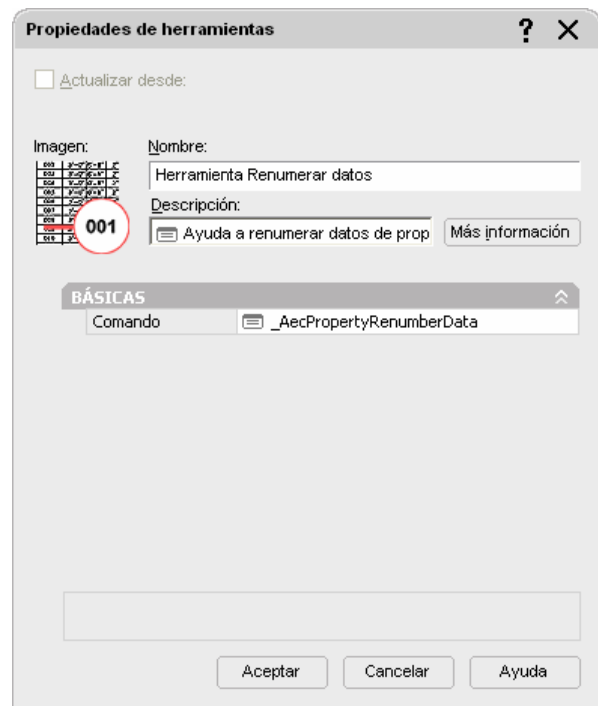 Propiedades de herramientas
Actualizar desde:
Imagen:
Nombre:
Herramienta Renumerar datos
Descripción:
001
Ayuda a renumerar datos de prop
Más información
BÁSICAS
Comando
_AecPropertyRenumberData
Aceptar
Cancelar
Ayuda